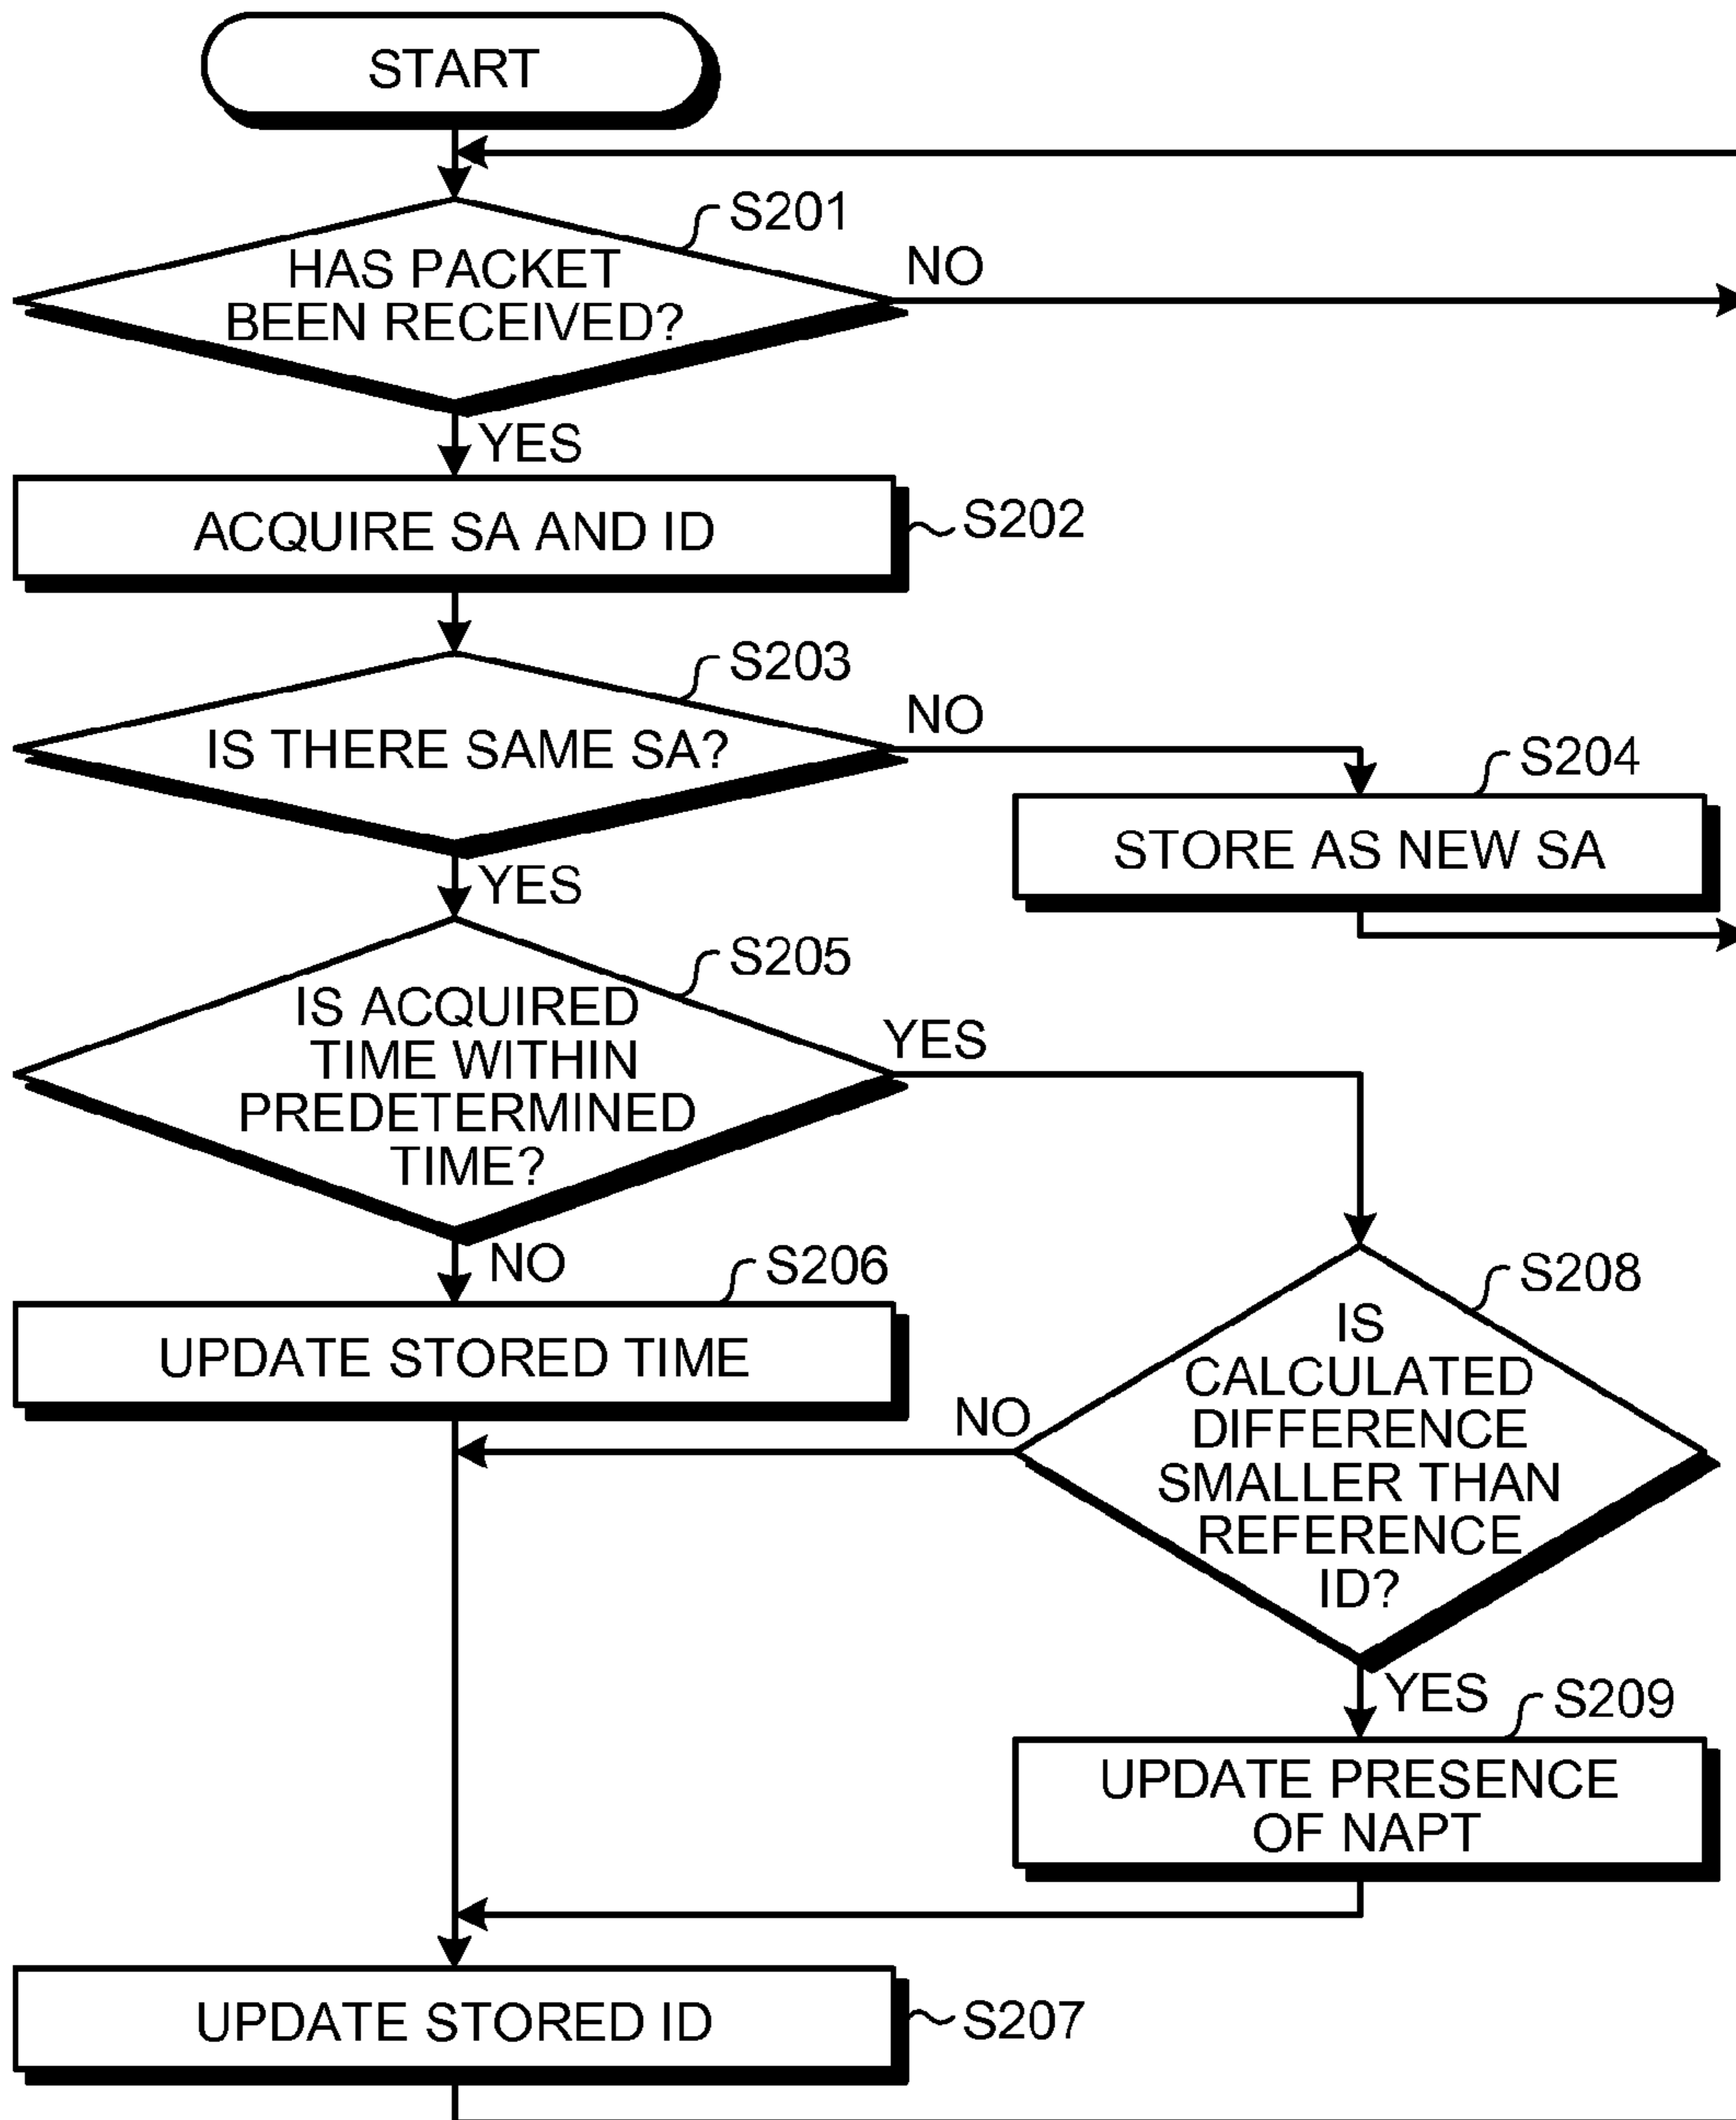 START
S201
HAS PACKET
BEEN RECEIVED?
NO
YES
ACQUIRE SA AND ID
S202
S203
IS THERE SAME SA?
NO
S204
STORE AS NEW SA
YES
S205
IS ACQUIRED
TIME WITHIN
PREDETERMINED
TIME?
YES
NO
S206
UPDATE STORED TIME
S208
IS
CALCULATED
DIFFERENCE
SMALLER THAN
REFERENCE
ID?
NO
YES
S209
UPDATE PRESENCE
OF NAPT
UPDATE STORED ID
S207